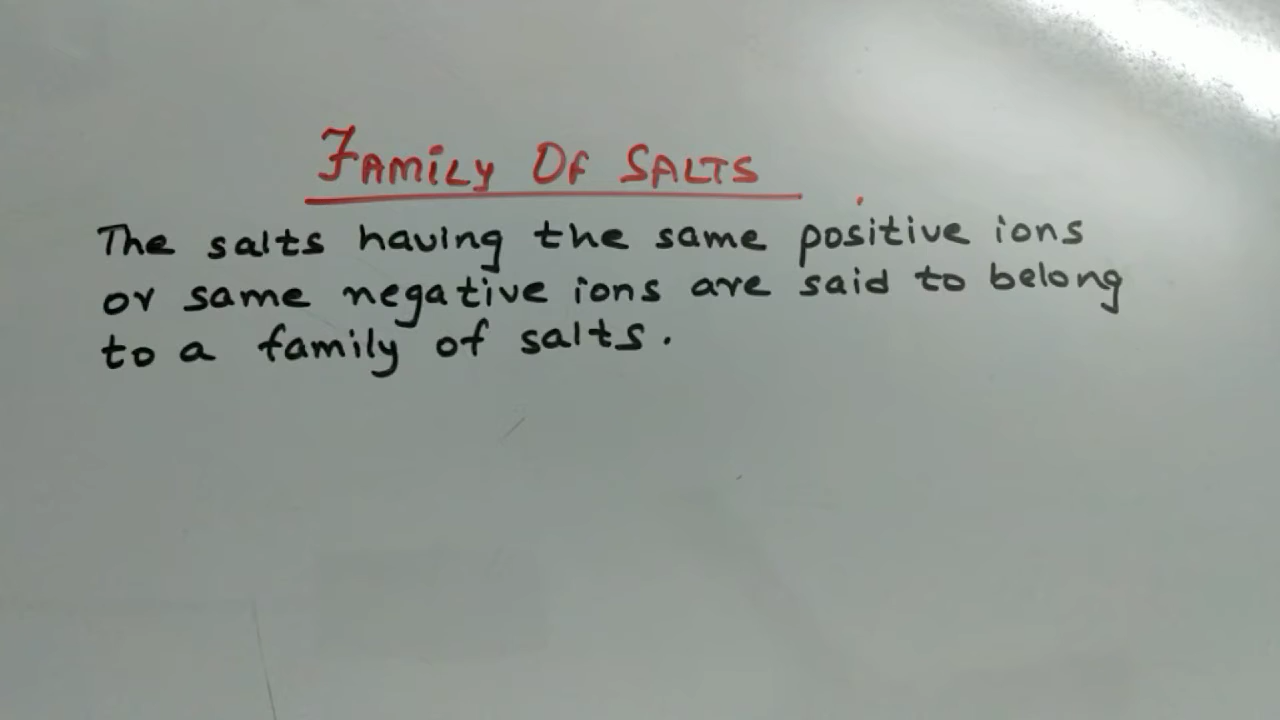 FAMILY OF SALTS
The salts having the same positive ions
or same negative ions are said to belong
to a family of salts.